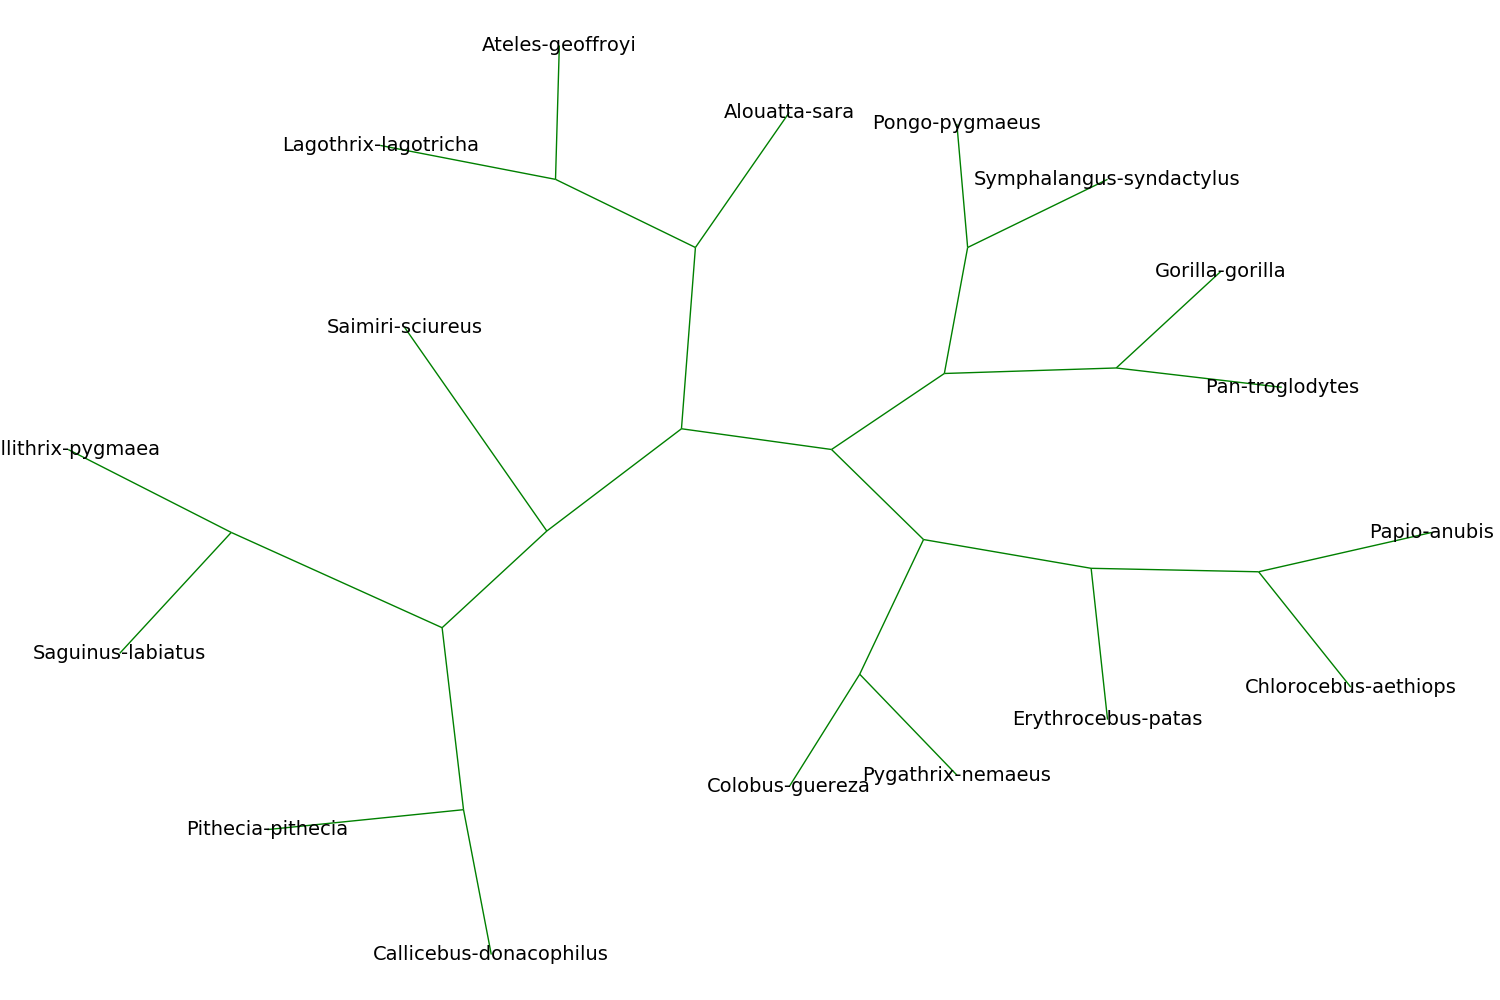 Ateles-geoffroyi
Alouatta-sara
Pongo-pygmaeus
Lagothrix-lagotricha
Symphalangus-syndactylus
Gorilla-gorilla
Saimiri-sciureus
Pan-troglodytes
llithrix-pygmaea
Papio-anubis
Saguinus-labiatus
Chlorocebus-aethiops
Erythrocebus-patas
Pygathrix-nemaeus
Colobus-guereza
Pithecia-pithecia
Callicebus-donacophilus